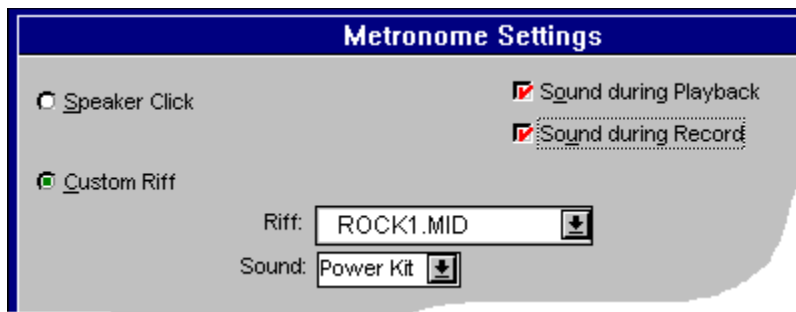 Metronome Settings
Speaker Click
Sound during Playback
Sound during Record
Custom Riff
Riff: ROCK1.MID
Sound: Power Kit